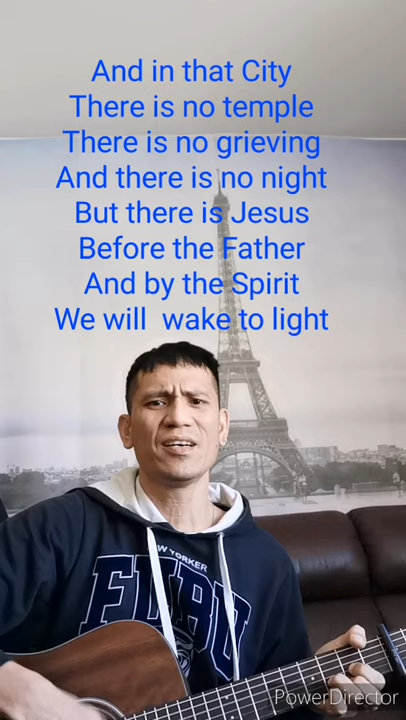 And in that City
There is no temple
There is no grieving
And there is no night
But there is Jesus
Before the Father
And by the Spirit
We will wake to light
W YORKER
FUBU
PowerDirector